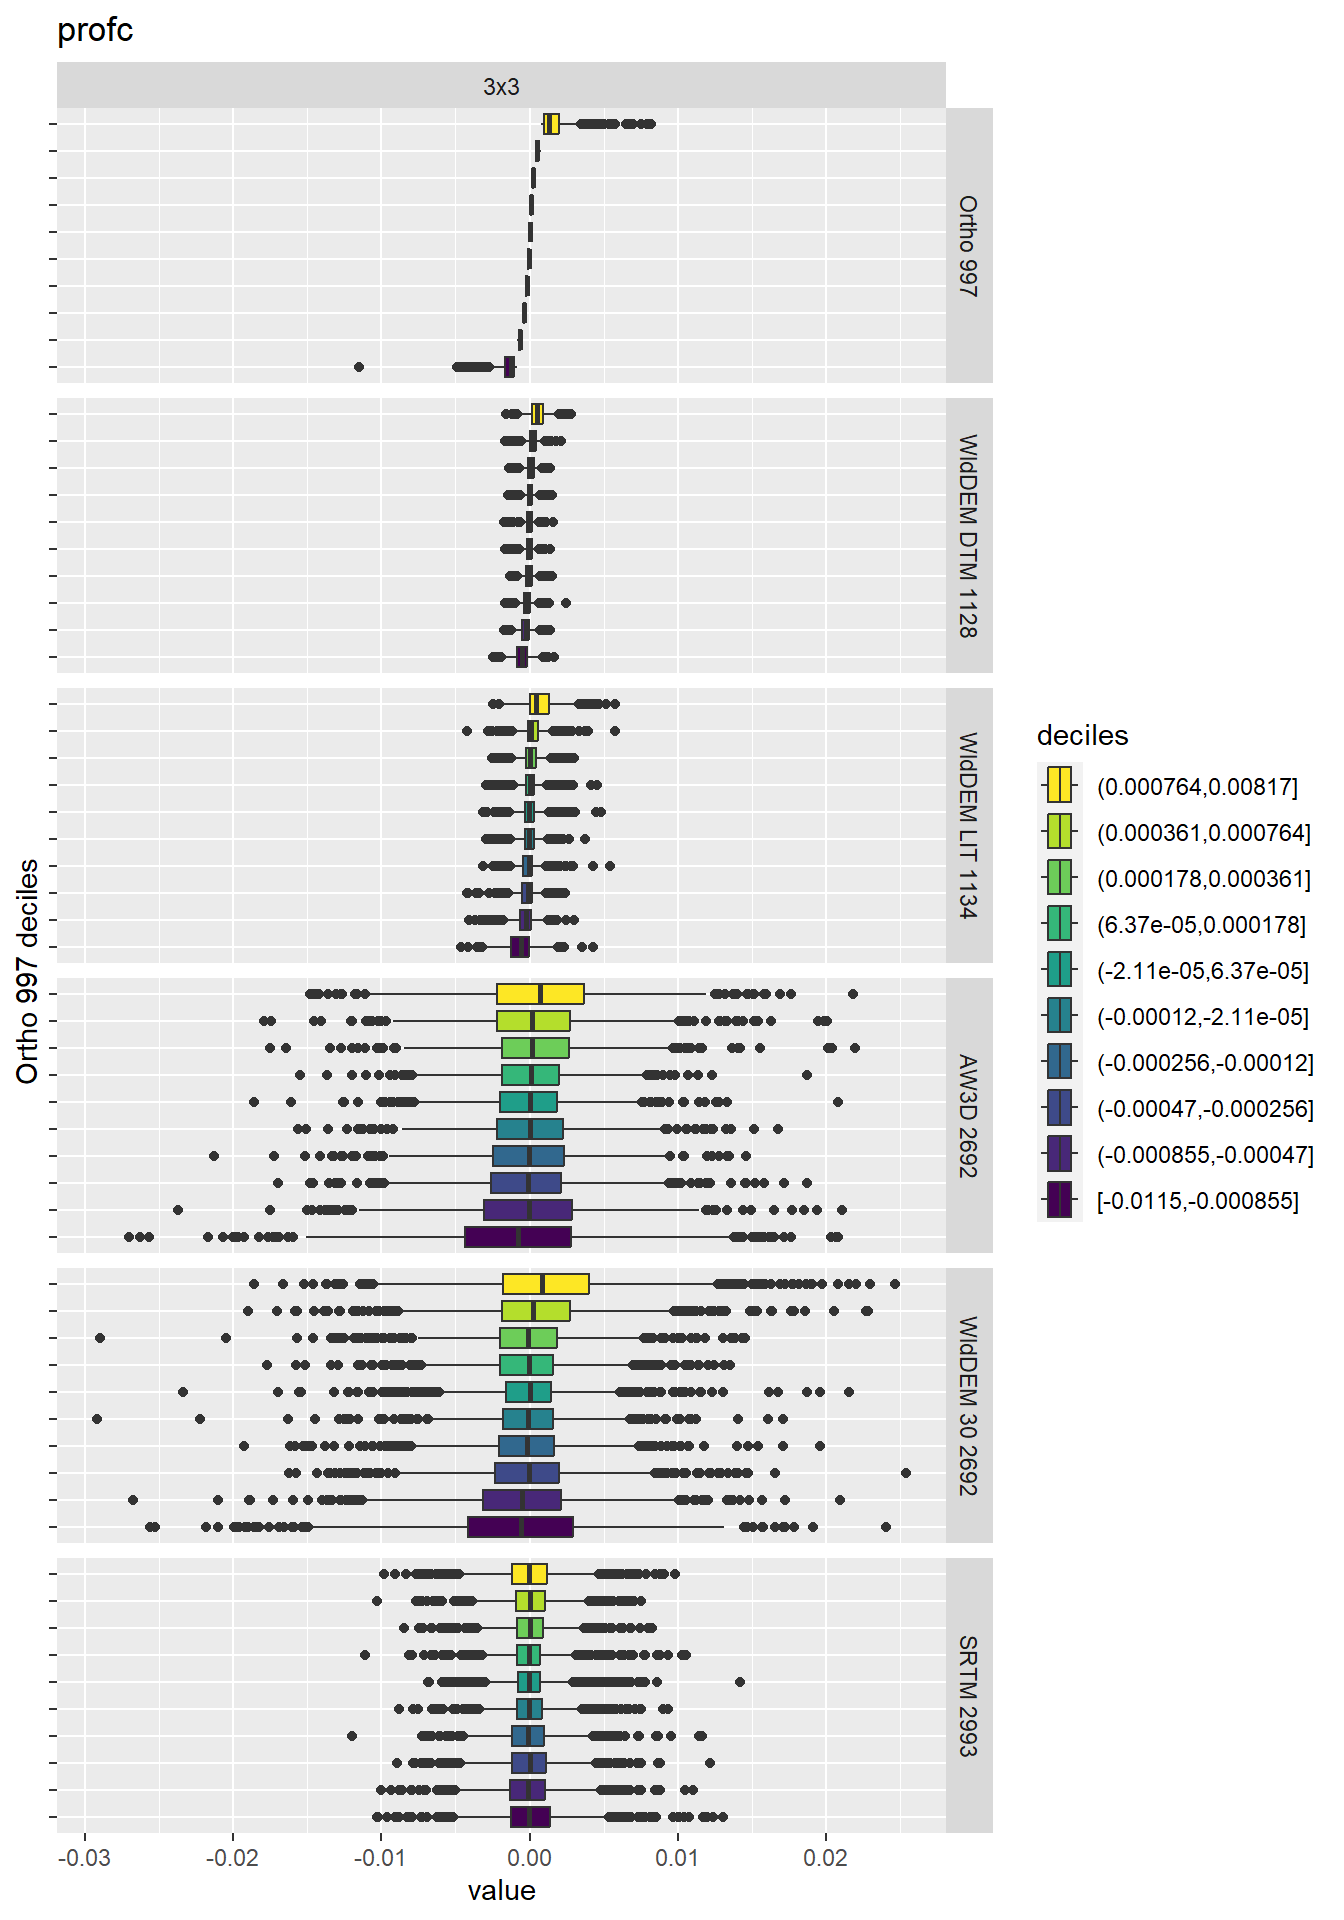 profc
3x3
Ortho 997
WldDEM DTM 1128
WldDEM LIT 1134
AW3D 2692
WldDEM 30 2692
SRTM 2993
Ortho 997 deciles
-0.03 -0.02 -0.01 0.00 0.01 0.02
value
deciles
(0.000764,0.00817]
(0.000361,0.000764]
(0.000178,0.000361]
(6.37e-05,0.000178]
(-2.11e-05,6.37e-05]
(-0.00012,-2.11e-05]
(-0.000256,-0.00012]
(-0.00047,-0.000256]
(-0.000855,-0.00047]
[-0.0115,-0.000855]